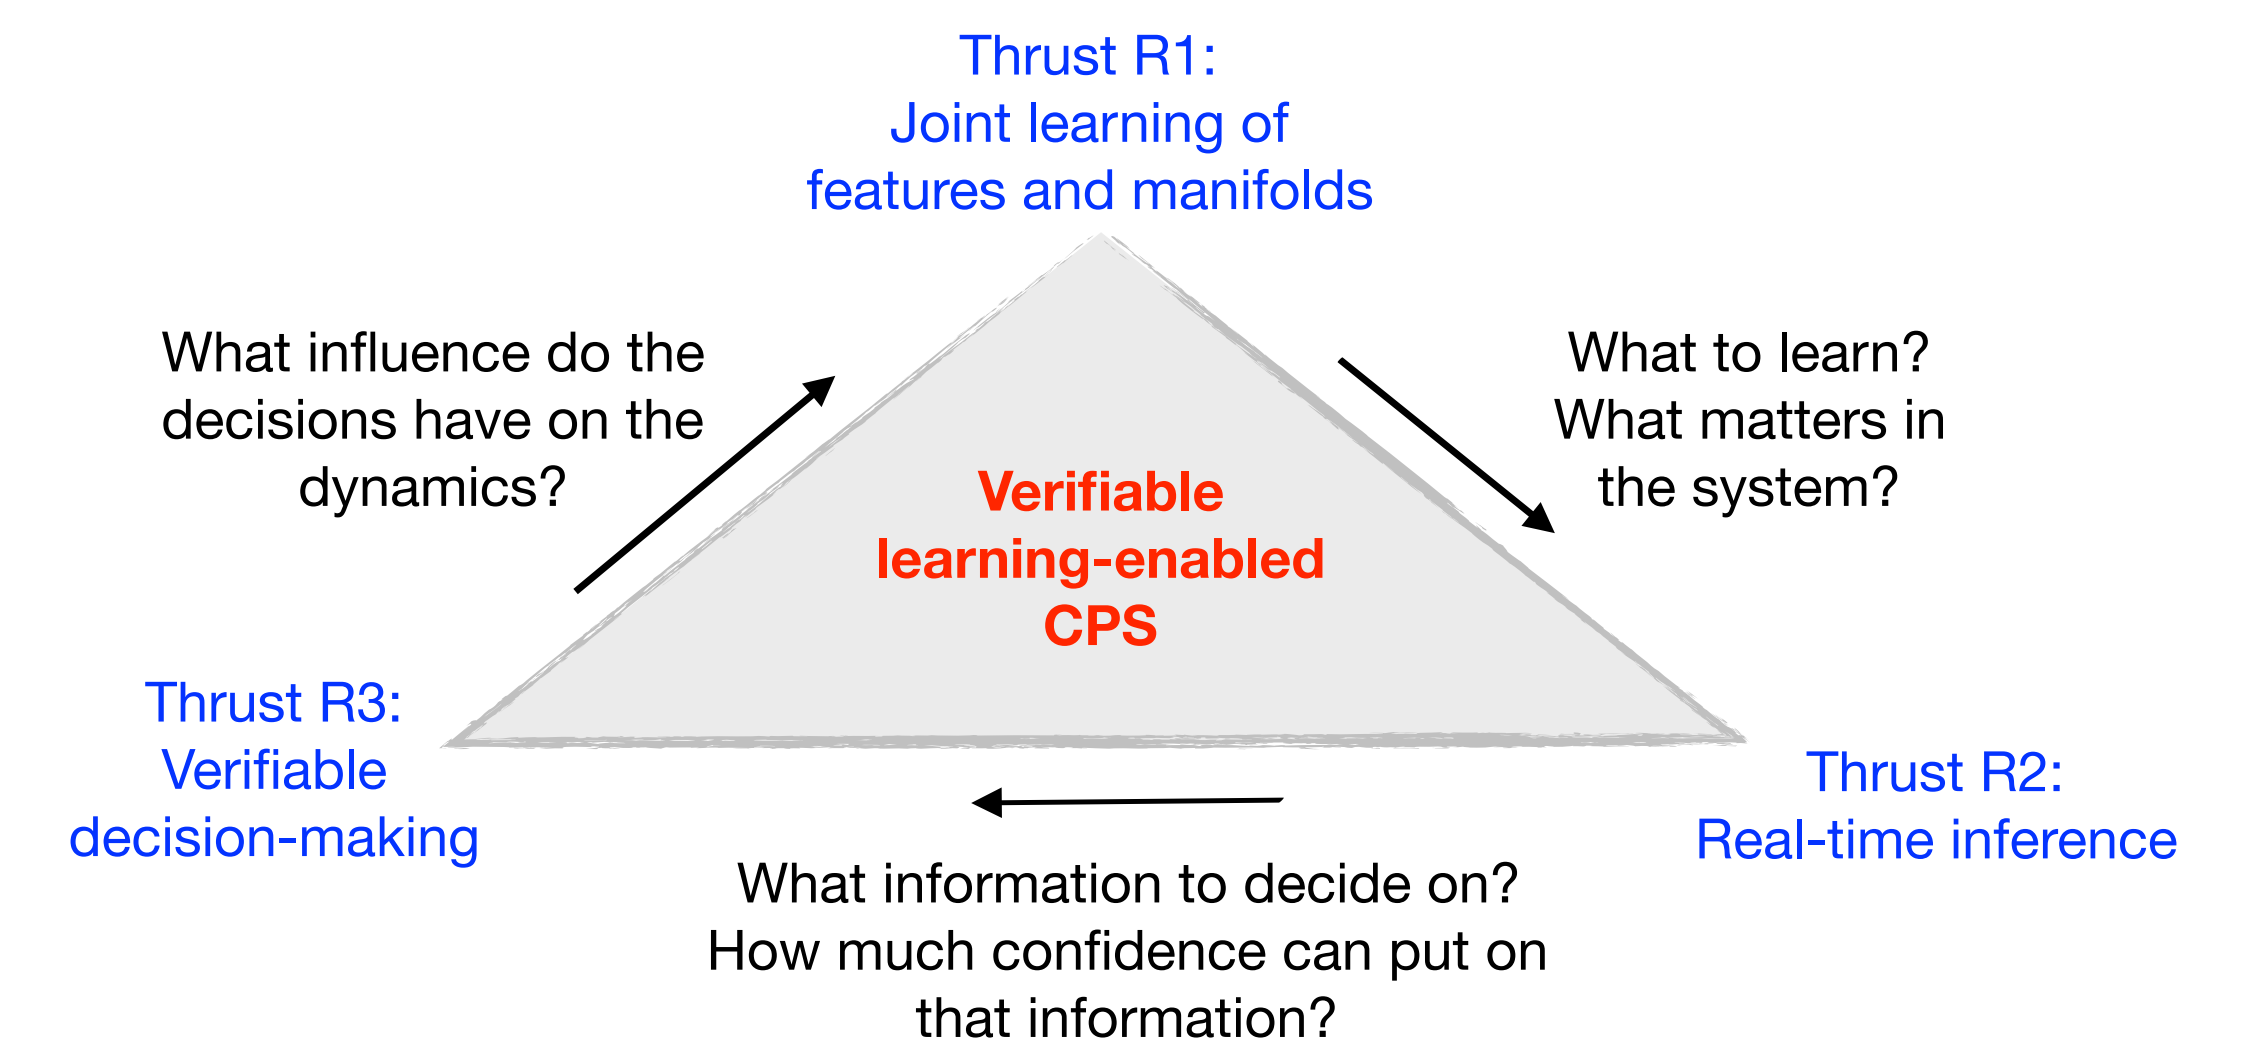 Thrust R1:
Joint learning of
features and manifolds
What influence do the
decisions have on the
dynamics?
What to learn?
What matters in
the system?
Verifiable
learning-enabled
CPS
Thrust R3:
Verifiable
decision-making
Thrust R2:
Real-time inference
What information to decide on?
How much confidence can put on
that information?